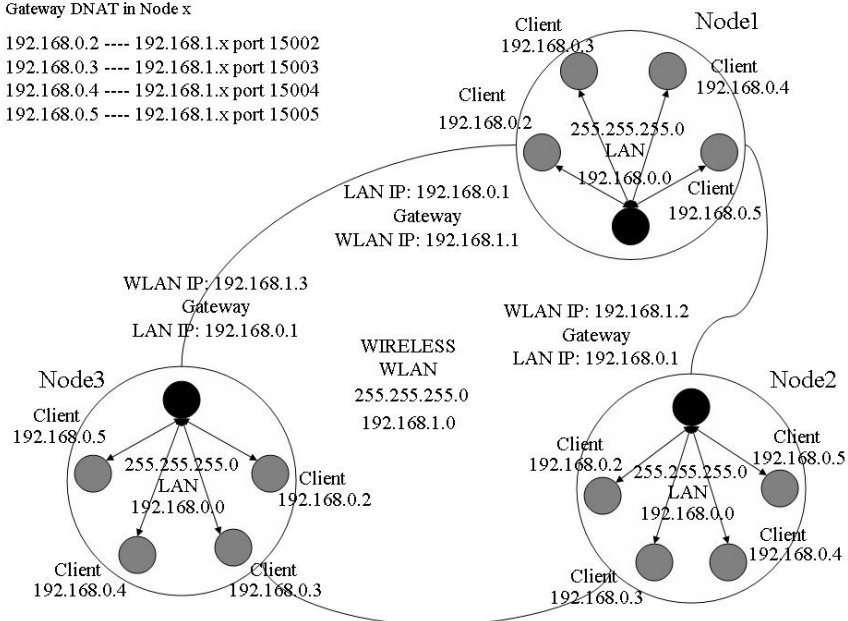 Gateway DNAT in Node x
192.168.0.2 ---- 192.168.1.x port 15002
192.168.0.3 ---- 192.168.1.x port 15003
192.168.0.4 ---- 192.168.1.x port 15004
192.168.0.5 ---- 192.168.1.x port 15005
Node1
Client
192.168.0.3
Client
192.168.0.4
Client
192.168.0.2
255.255.255.0
LAN
192.168.0.0
Client
192.168.0.5
LAN IP: 192.168.0.1
Gateway
WLAN IP: 192.168.1.1
WLAN IP: 192.168.1.3
Gateway
LAN IP: 192.168.0.1
WLAN IP: 192.168.1.2
Gateway
LAN IP: 192.168.0.1
WIRELESS
WLAN
255.255.255.0
192.168.1.0
Node3
Client
192.168.0.5
255.255.255.0
LAN
192.168.0.0
Client
192.168.0.2
Client
192.168.0.4
Client
192.168.0.3
Node2
Client
192.168.0.2
Client
192.168.0.5
255.255.255.0
LAN
192.168.0.0
Client
192.168.0.4
Client
192.168.0.3